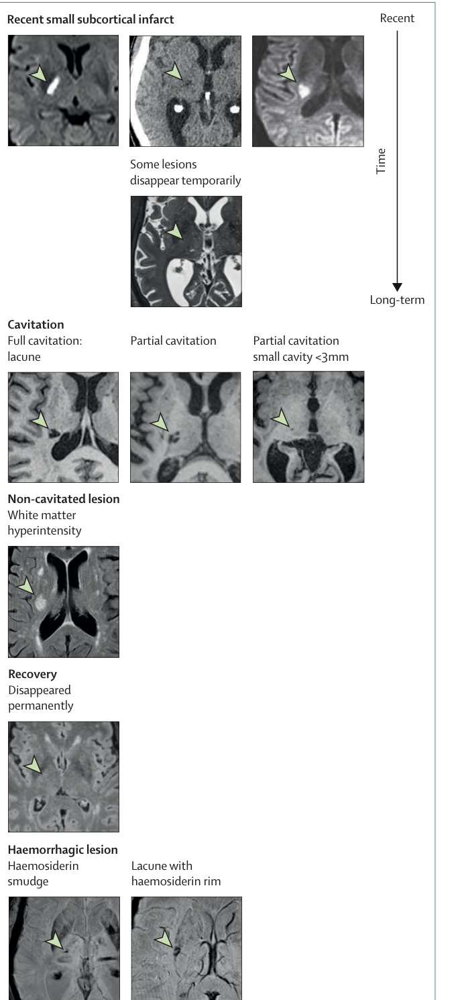 Recent small subcortical infarct
Recent
Time
Some lesions
disappear temporarily
Long-term
Cavitation
Full cavitation:
lacune
Partial cavitation
Partial cavitation
small cavity <3mm
Non-cavitated lesion
White matter
hyperintensity
Recovery
Disappeared
permanently
Haemorrhagic lesion
Haemosiderin
smudge
Lacune with
haemosiderin rim